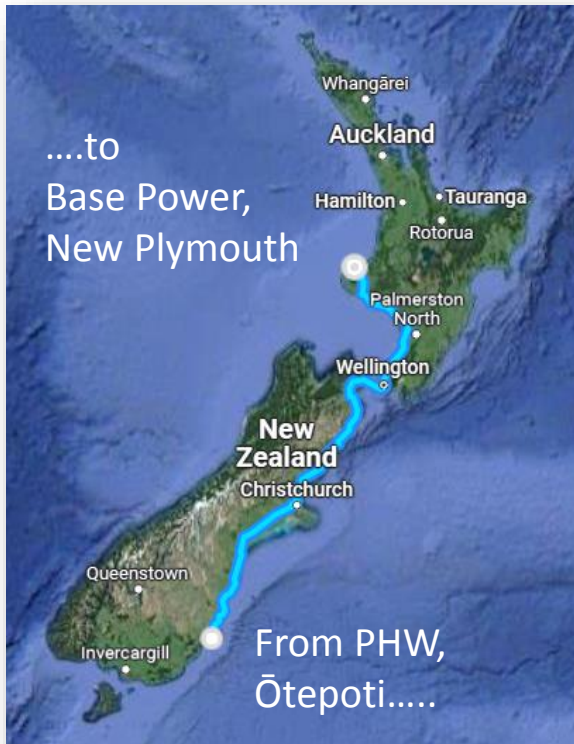 Whangārei
Auckland
….to
Base Power,
New Plymouth
Hamilton
Tauranga
Rotorua
Palmerston
North
Wellington
New
Zealand
Christchurch
Queenstown
Invercargill
From PHW,
Ōtepoti…..